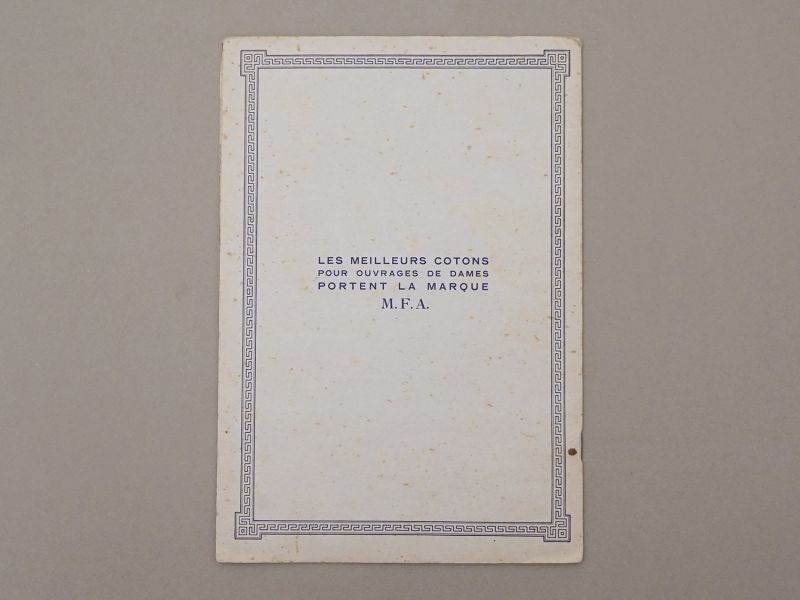 LES MEILLEURS COTONS
POUR OUVRAGES DE DAMES
PORTENT LA MARQUE
M. F. A.